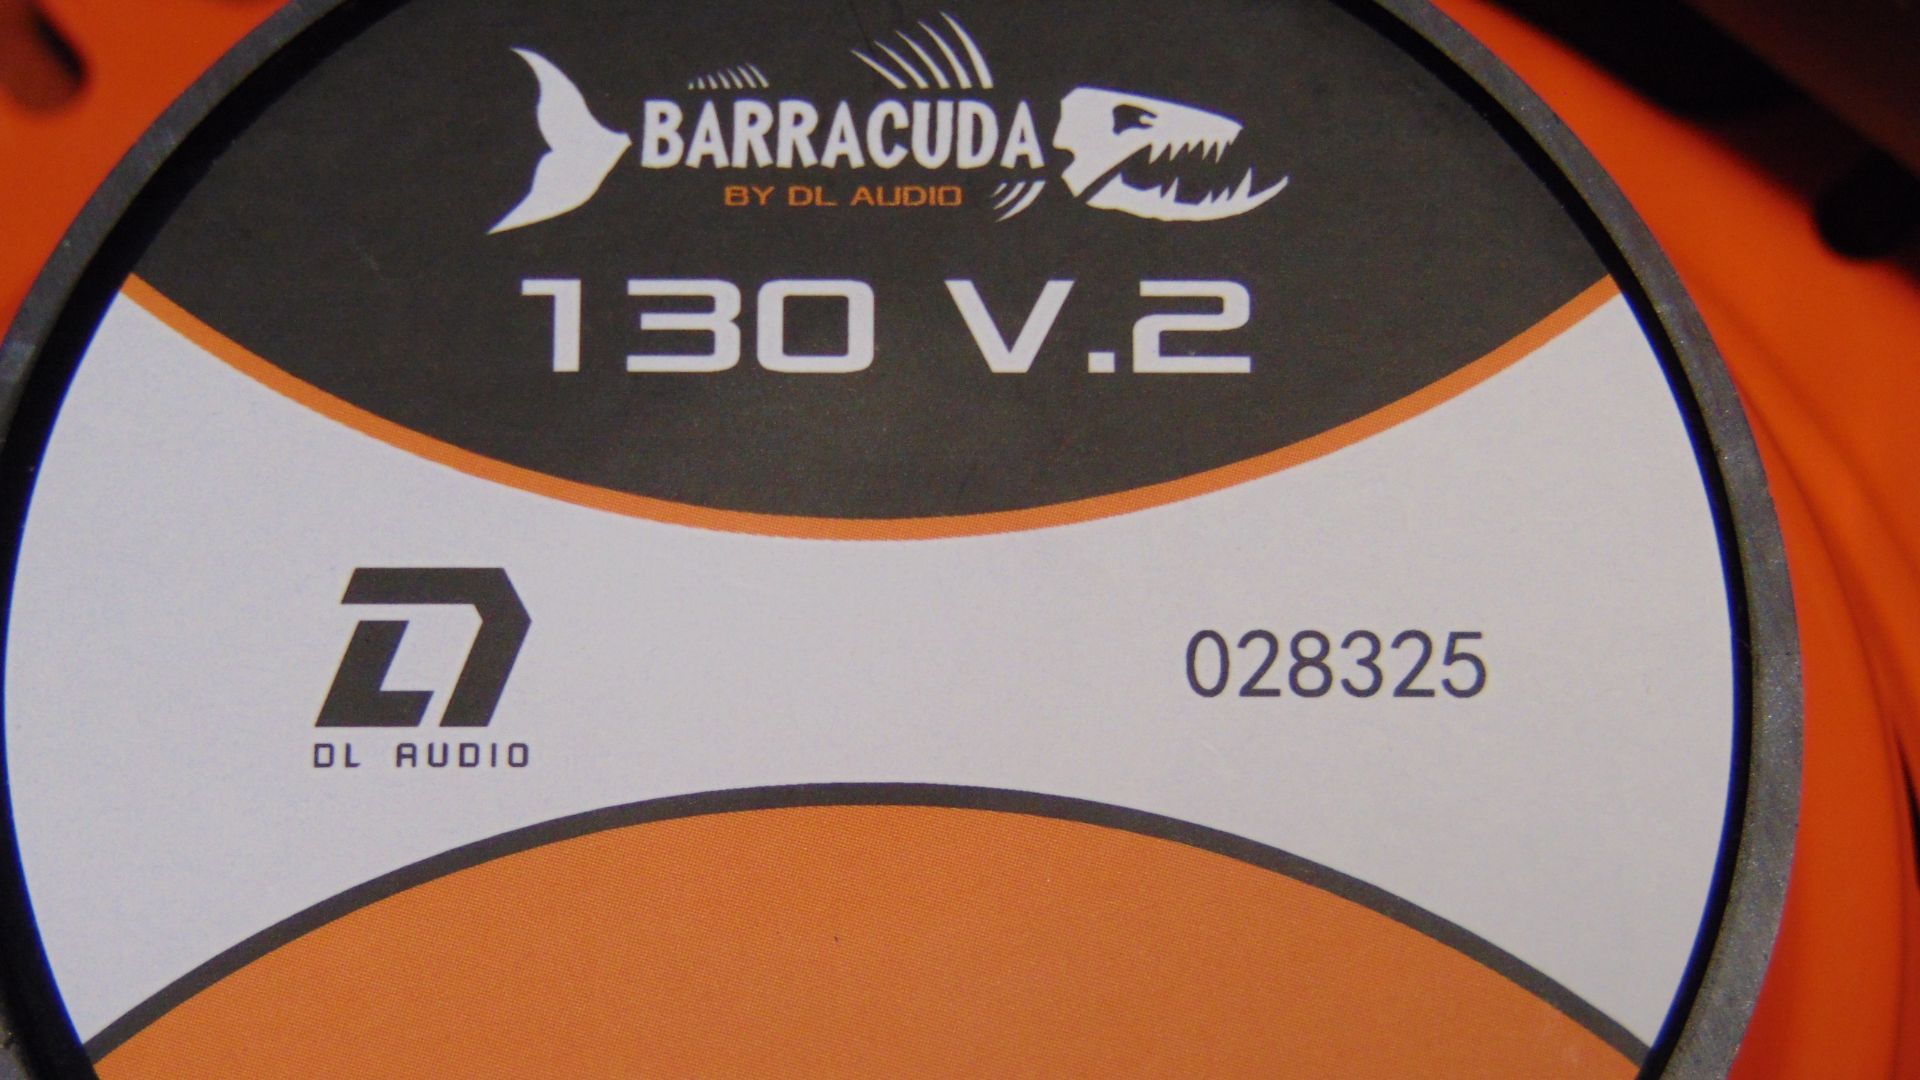 BARRACUDA
BY DL AUDIO
130 V.2
DL AUDIO
028325